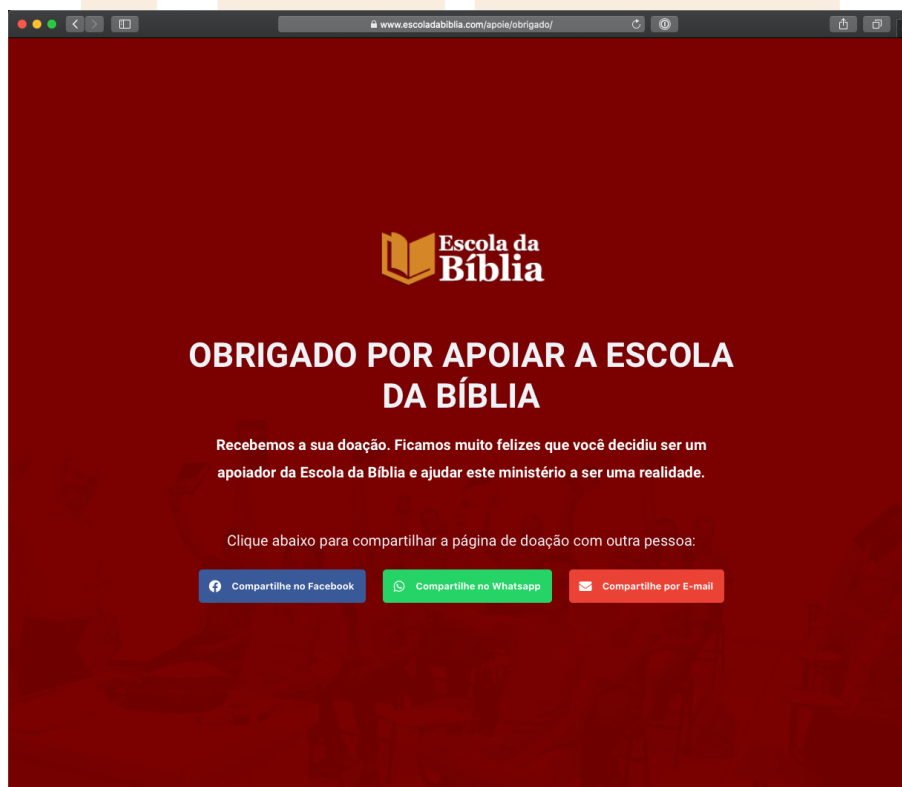 www.escoladabiblia.com/apoie/obrigado/
Escola da
Bíblia
OBRIGADO POR APOIAR A ESCOLA
DA BÍBLIA
Recebemos a sua doação. Ficamos muito felizes que você decidiu ser um
apoiador da Escola da Bíblia e ajudar este ministério a ser uma realidade.
Clique abaixo para compartilhar a página de doação com outra pessoa:
Compartilhe no Facebook
Compartilhe no Whatsapp
Compartilhe por E-mail